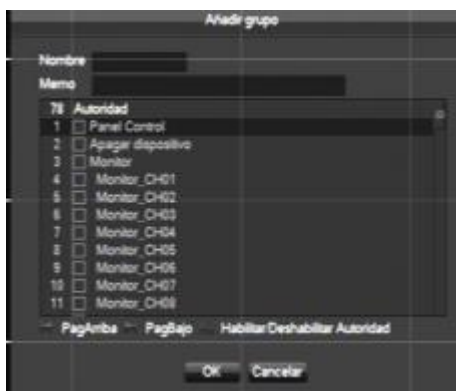 Añadir grupo
Nombre
Memo
78 Autoridad
1 Panel Control
2 Apagar dispositivo
3 Monitor
4 Monitor_CH01
5 Monitor_CH02
6 Monitor_CH03
7 Monitor_CH04
8 Monitor_CH05
9 Monitor_CH06
10 Monitor_CH07
11 Monitor_CH08
PagArriba PagBajo Habilitar/Deshabilitar Autoridad
OK Cancelar